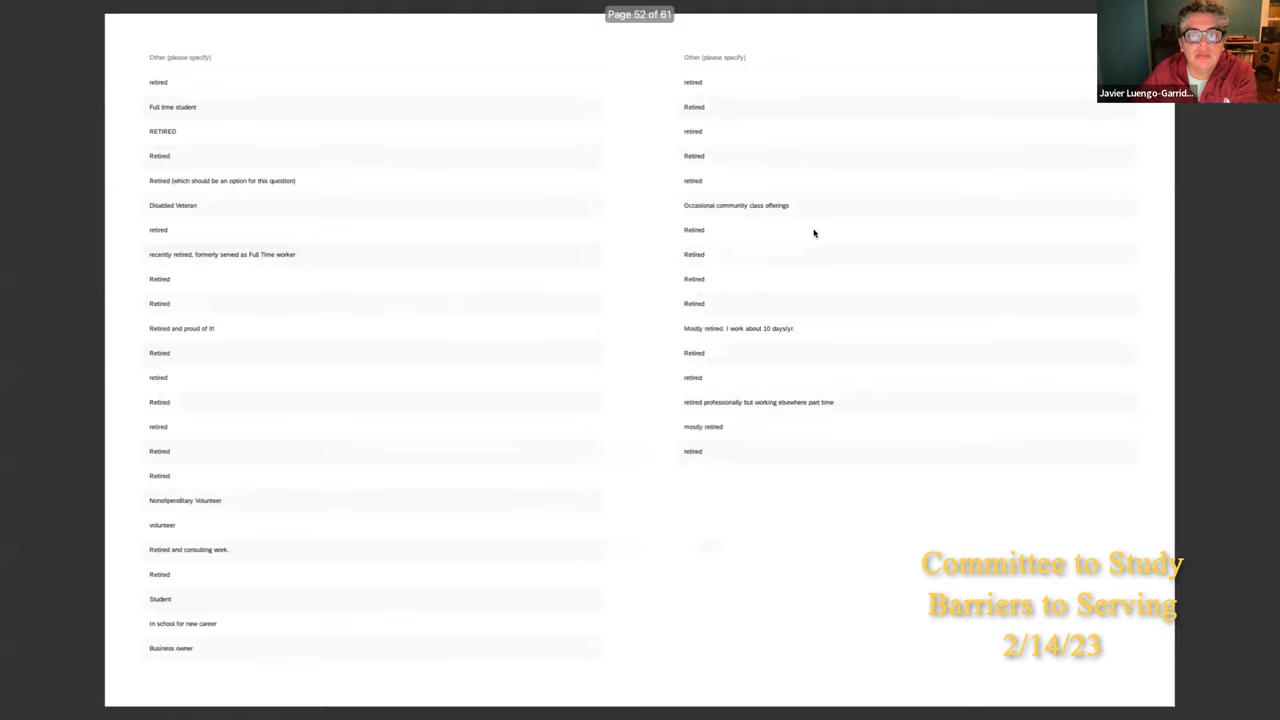 Page 52 of 61
Javier Luengo-Garrid...
Other (please specify)
retired
Full time student
RETIRED
Retired
Retired (which should be an option for this question)
Disabled Veteran
retired
recently retired, formerly served as Full Time worker
Retired
Retired
Retired and proud of it!
Retired
retired
Retired
retired
Retired
Retired
Nonstipenditary Volunteer
volunteer
Retired and consulting work.
Retired
Student
In school for new career
Business owner
Other (please specify)
retired
Retired
retired
Retired
retired
Occasional community class offerings
Retired
Retired
Retired
Retired
Mostly retired. I work about 10 days/yr.
Retired
retired
retired professionally but working elsewhere part time
mostly retired
retired
Committee to Study
Barriers to Serving
2/14/23